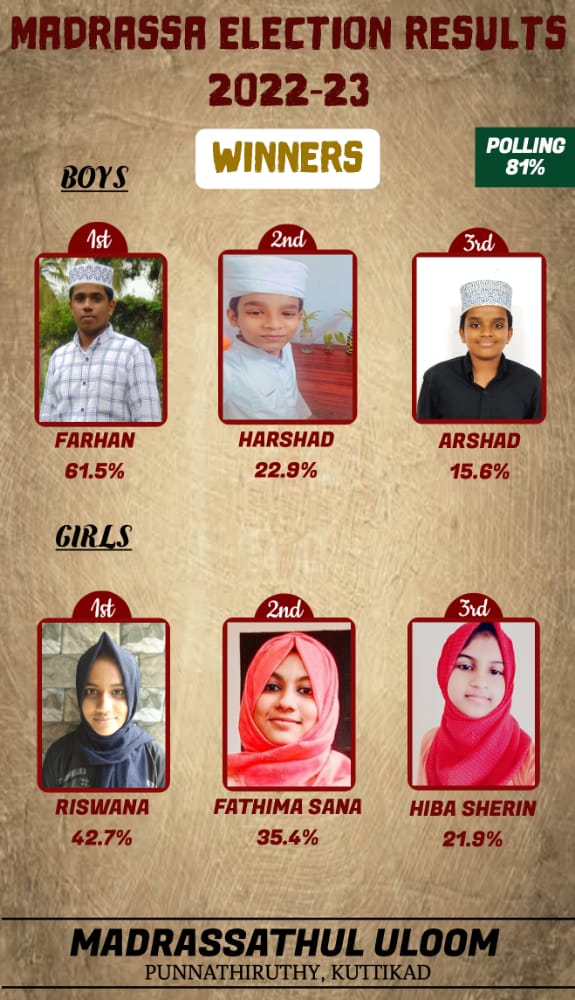 MADRASSA ELECTION RESULTS
2022-23
WINNERS
POLLING
81%
BOYS
1st
2nd
3rd
FARHAN
HARSHAD
ARSHAD
61.5%
22.9%
15.6%
GIRLS
1st
2nd
3rd
RISWANA
FATHIMA SANA
HIBA SHERIN
42.7%
35.4%
21.9%
MADRASSATHUL ULOOM
PUNNATHIRUTHY, KUTTIKAD